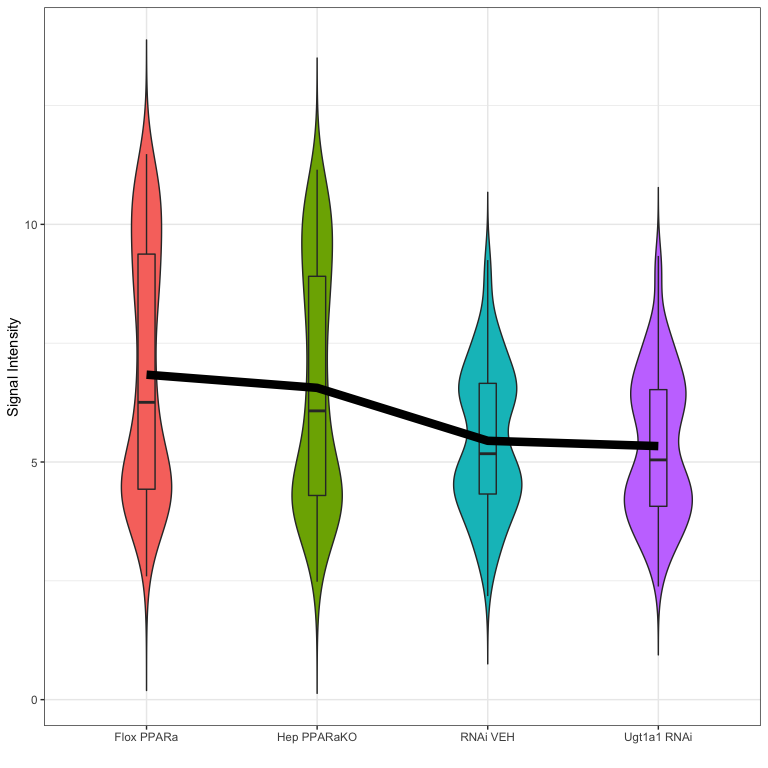 Signal Intensity
10
5
0
Flox PPARa
Hep PPARaKO
RNAi VEH
Ugt1a1 RNAi